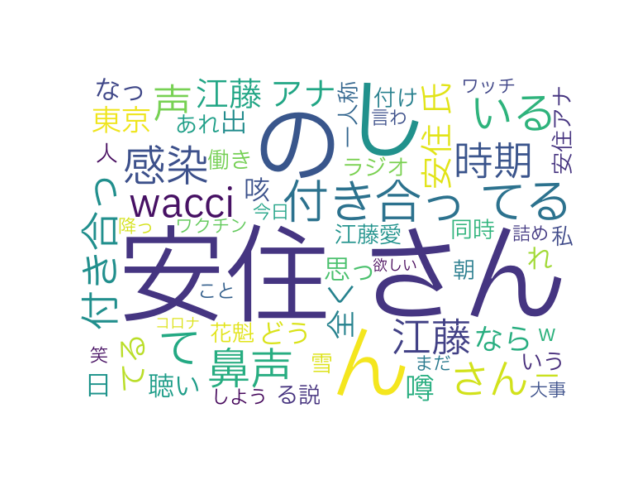 なっ
声
江藤 アナ
一人称
付け
言わ
安住 氏
ワッチ
いる
安住アナ
東京
あれ
出
の
し
人
感染
働き
ラジオ
時期
wacci
咳
今日
付き合っ てる
付き合っ
降っ
ワクチン
江藤愛
同時
詰め
私
安住 さん
れ
こと
全く
思っ
欲しい
朝
コロナ
てる
て
花魁
どう
ん
江藤
なら
w
笑
鼻声
雪
まだ
いう
一
日
聴い
しよう
る説
噂
さん
大事